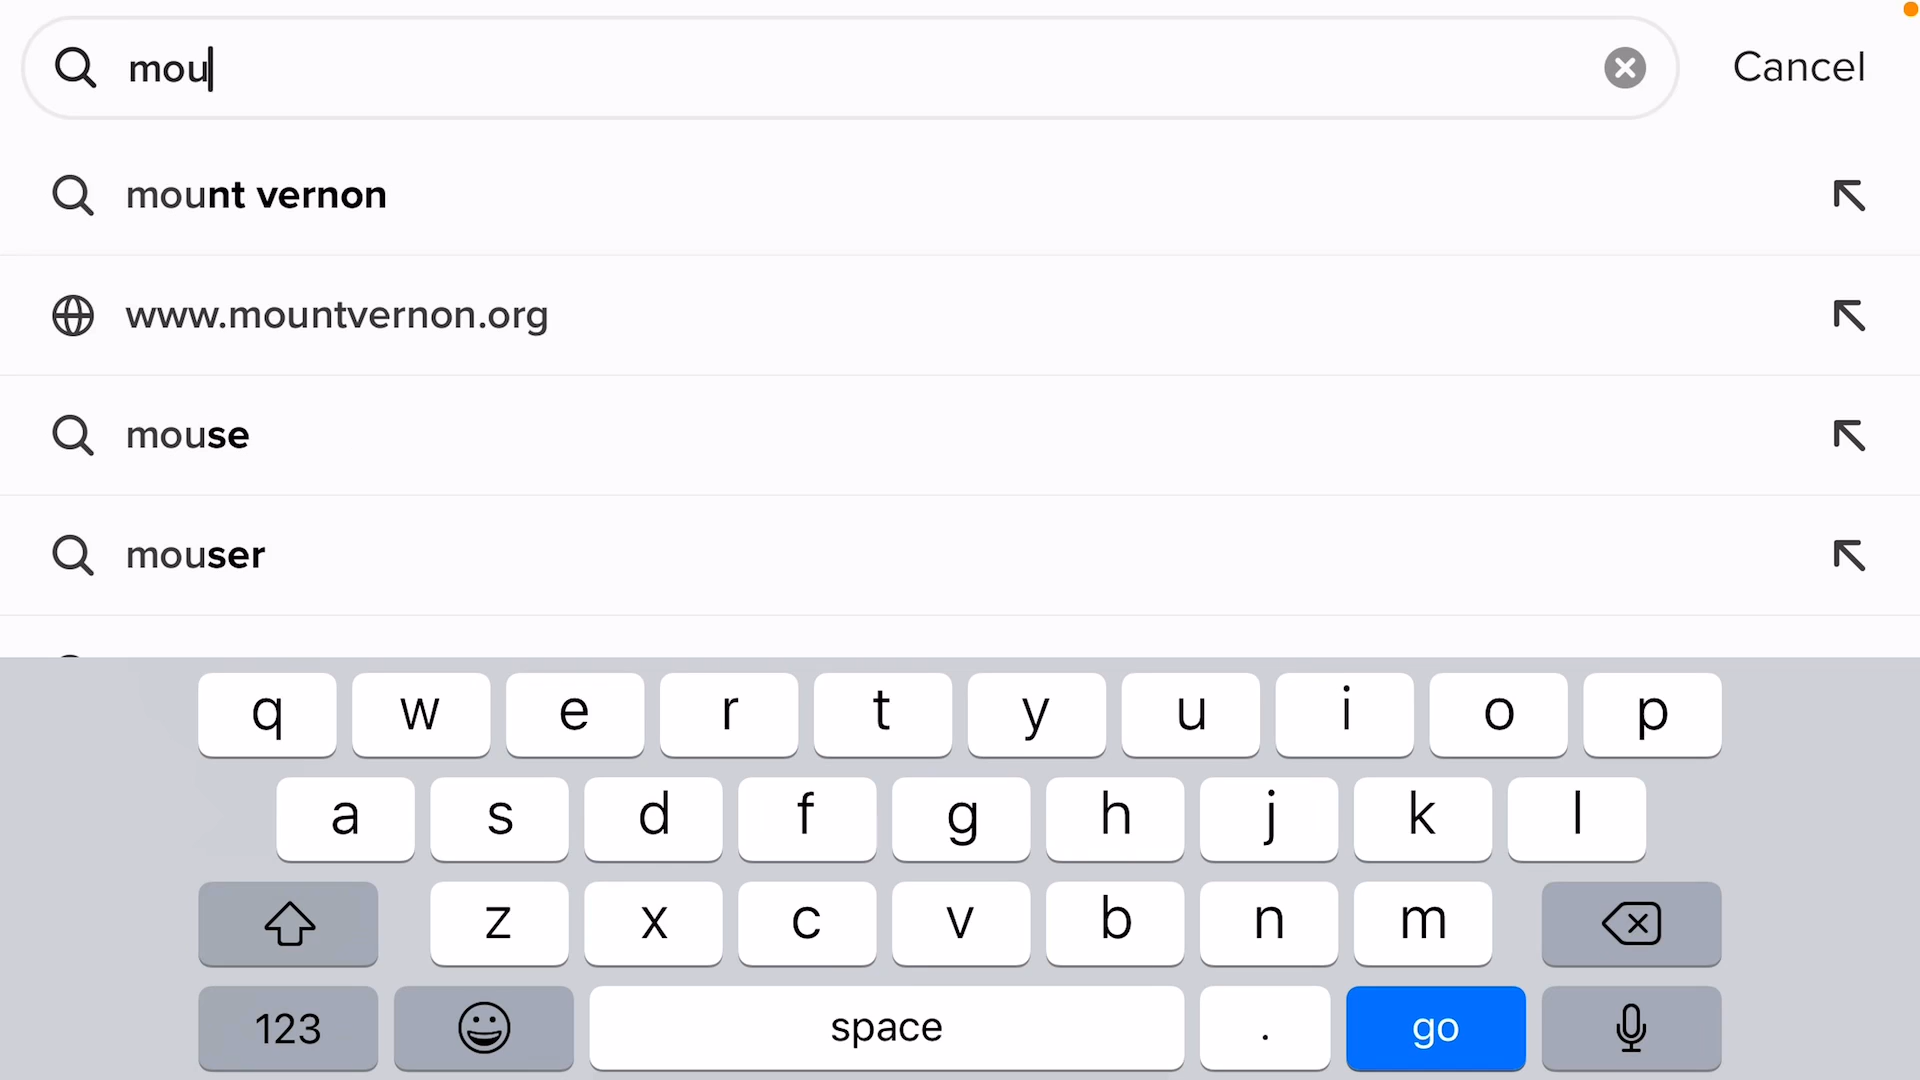 mou
Cancel
mount vernon
www.mountvernon.org
mouse
mouser
q w e r t y u i o p
a s d f g h j k l
z x c v b n m
123 space . go